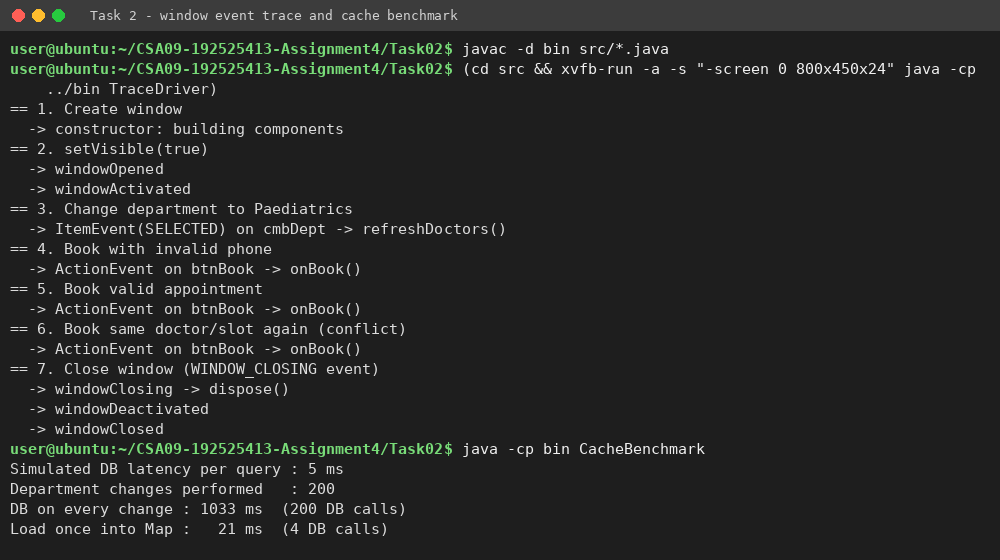 Task 2 - window event trace and cache benchmark
user@ubuntu:~/CSA09-192525413-Assignment4/Task02$ javac -d bin src/*.java
user@ubuntu:~/CSA09-192525413-Assignment4/Task02$ (cd src && xvfb-run -a -s "-screen 0 800x450x24" java -cp
    ../bin TraceDriver)
== 1. Create window
  -> constructor: building components
== 2. setVisible(true)
  -> windowOpened
  -> windowActivated
== 3. Change department to Paediatrics
  -> ItemEvent(SELECTED) on cmbDept -> refreshDoctors()
== 4. Book with invalid phone
  -> ActionEvent on btnBook -> onBook()
== 5. Book valid appointment
  -> ActionEvent on btnBook -> onBook()
== 6. Book same doctor/slot again (conflict)
  -> ActionEvent on btnBook -> onBook()
== 7. Close window (WINDOW_CLOSING event)
  -> windowClosing -> dispose()
  -> windowDeactivated
  -> windowClosed
user@ubuntu:~/CSA09-192525413-Assignment4/Task02$ java -cp bin CacheBenchmark
Simulated DB latency per query : 5 ms
Department changes performed   : 200
DB on every change : 1033 ms  (200 DB calls)
Load once into Map :   21 ms  (4 DB calls)